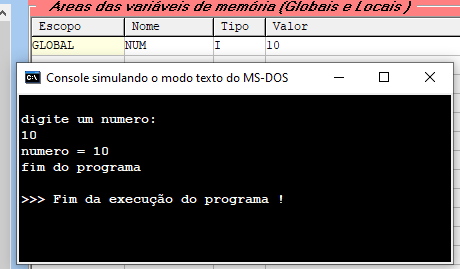 Áreas das variáveis de memória (Globais e Locais )
Escopo Nome Tipo Valor
GLOBAL NUM I 10
Console simulando o modo texto do MS-DOS
digite um numero:
10
numero = 10
fim do programa
>>> Fim da execução do programa !